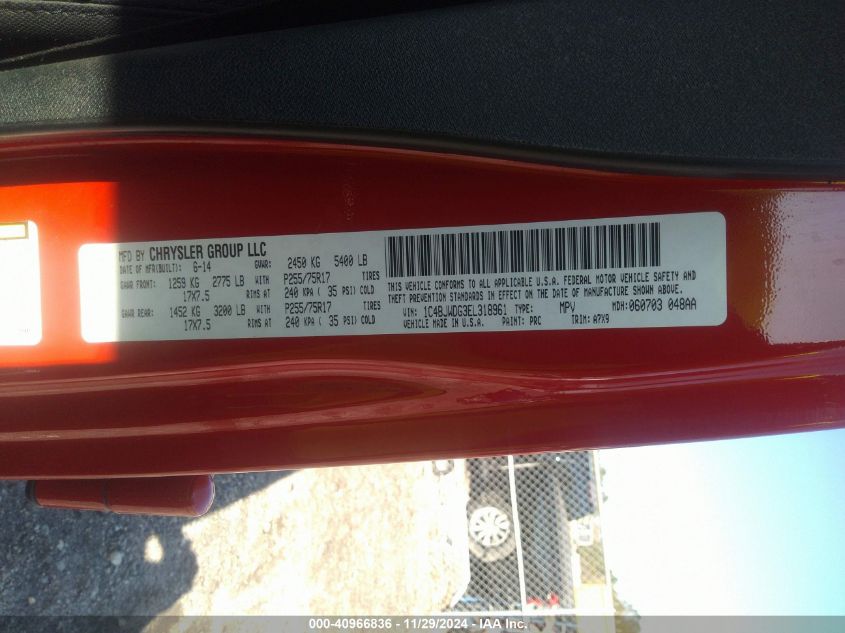 MFD BY CHRYSLER GROUP LLC
DATE OF MFR(BUILT): 6-14 GVWR: 2450 KG 5400 LB
GAWR FRONT: 1259 KG 2775 LB WITH P255/75R17 TIRES
17X7.5 RIMS AT 240 KPA ( 35 PSI) COLD
GAWR REAR: 1452 KG 3200 LB WITH P255/75R17 TIRES
17X7.5 RIMS AT 240 KPA ( 35 PSI) COLD
THIS VEHICLE CONFORMS TO ALL APPLICABLE U.S.A. FEDERAL MOTOR VEHICLE SAFETY AND
THEFT PREVENTION STANDARDS IN EFFECT ON THE DATE OF MANUFACTURE SHOWN ABOVE.
VIN: 1C4BJWDG3EL318961 TYPE: MPV MDH: 060703 048AA
VEHICLE MADE IN U.S.A. PAINT: PRC TRIM: A7X9
000-40966836 - 11/29/2024 - IAA Inc.